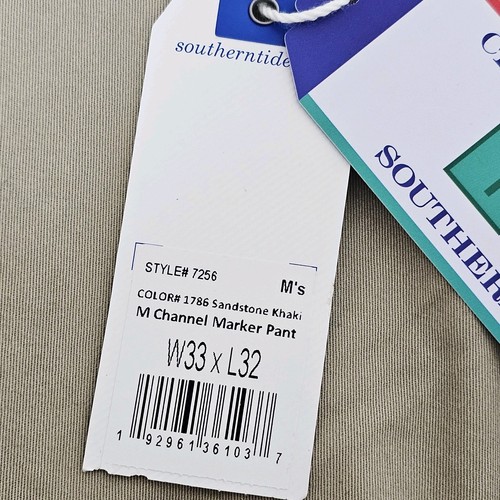 southerntide
SOUTHER
STYLE# 7256
M's
COLOR# 1786 Sandstone Khaki
M Channel Marker Pant
W33 x L32
1 92961 36103 7